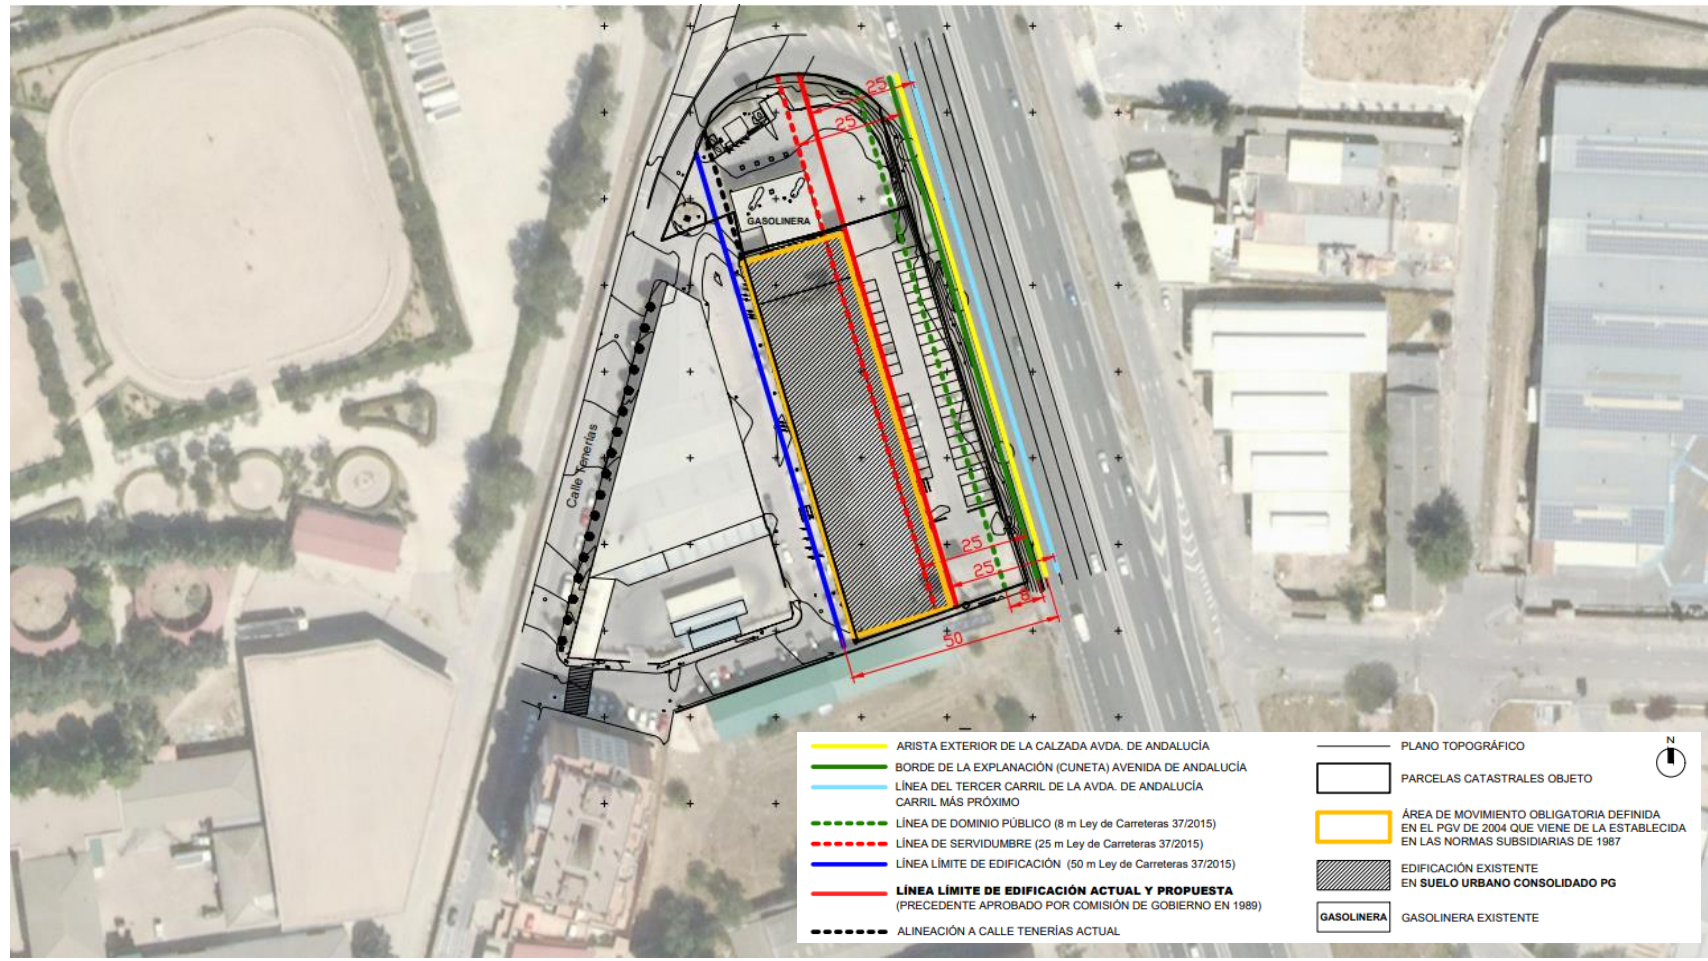 25
25
GASOLINERA
Calle Tenerías
25
25
8
50
ARISTA EXTERIOR DE LA CALZADA AVDA. DE ANDALUCÍA
BORDE DE LA EXPLANACIÓN (CUNETA) AVENIDA DE ANDALUCÍA
LÍNEA DEL TERCER CARRIL DE LA AVDA. DE ANDALUCÍA
CARRIL MÁS PRÓXIMO
LÍNEA DE DOMINIO PÚBLICO (8 m Ley de Carreteras 37/2015)
LÍNEA DE SERVIDUMBRE (25 m Ley de Carreteras 37/2015)
LÍNEA LÍMITE DE EDIFICACIÓN (50 m Ley de Carreteras 37/2015)
LÍNEA LÍMITE DE EDIFICACIÓN ACTUAL Y PROPUESTA
(PRECEDENTE APROBADO POR COMISIÓN DE GOBIERNO EN 1989)
ALINEACIÓN A CALLE TENERÍAS ACTUAL
PLANO TOPOGRÁFICO
N
PARCELAS CATASTRALES OBJETO
ÁREA DE MOVIMIENTO OBLIGATORIA DEFINIDA
EN EL PGV DE 2004 QUE VIENE DE LA ESTABLECIDA
EN LAS NORMAS SUBSIDIARIAS DE 1987
EDIFICACIÓN EXISTENTE
EN SUELO URBANO CONSOLIDADO PG
GASOLINERA GASOLINERA EXISTENTE